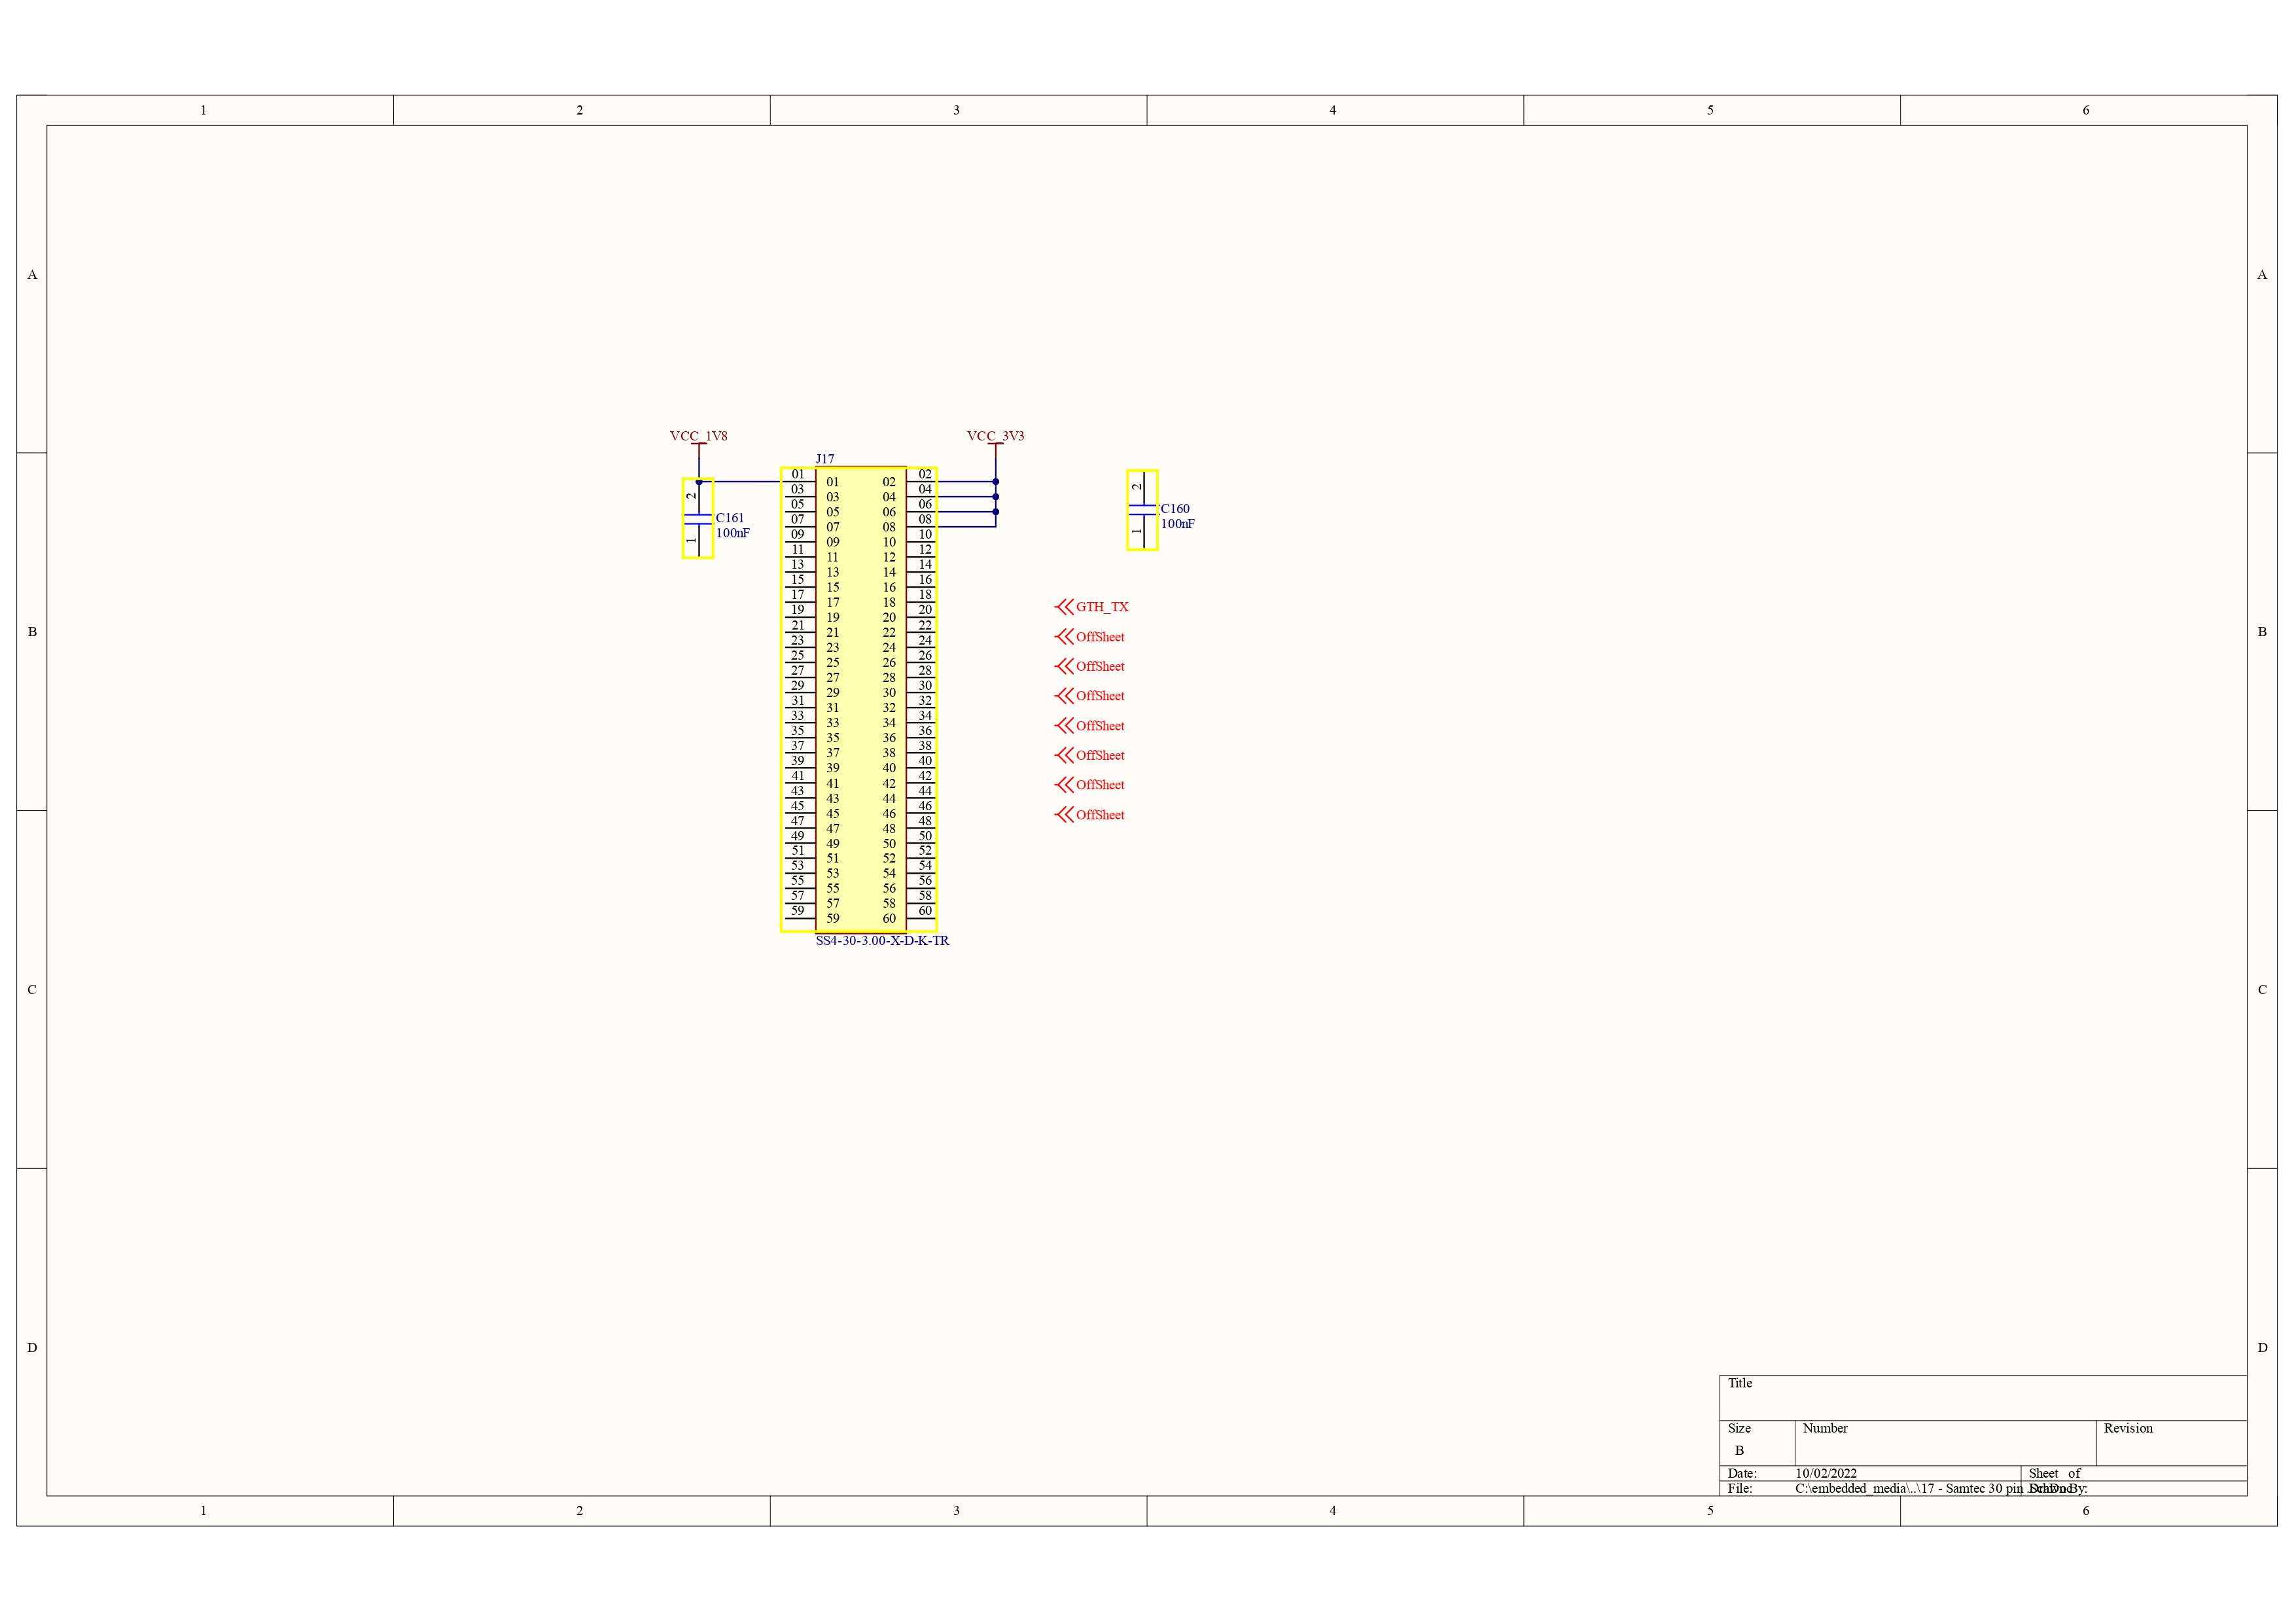 1 2 3 4 5 6
A A
VCC_1V8 VCC_3V3
J17
01 01 02 02
03 03 04 04
05 05 06 06
07 07 08 08
09 09 10 10
11 11 12 12
13 13 14 14
15 15 16 16
17 17 18 18
19 19 20 20
21 21 22 22
23 23 24 24
25 25 26 26
27 27 28 28
29 29 30 30
31 31 32 32
33 33 34 34
35 35 36 36
37 37 38 38
39 39 40 40
41 41 42 42
43 43 44 44
45 45 46 46
47 47 48 48
49 49 50 50
51 51 52 52
53 53 54 54
55 55 56 56
57 57 58 58
59 59 60 60
SS4-30-3.00-X-D-K-TR
2
C161
100nF
1
2
C160
100nF
1
GTH_TX
OffSheet
OffSheet
OffSheet
OffSheet
OffSheet
OffSheet
OffSheet
B B
C C
D D
Title
Size Number Revision
B
Date: 10/02/2022 Sheet of
File: C:\embedded_media\..\17 - Samtec 30 pin .SchDoc Drawn By:
1 2 3 4 5 6